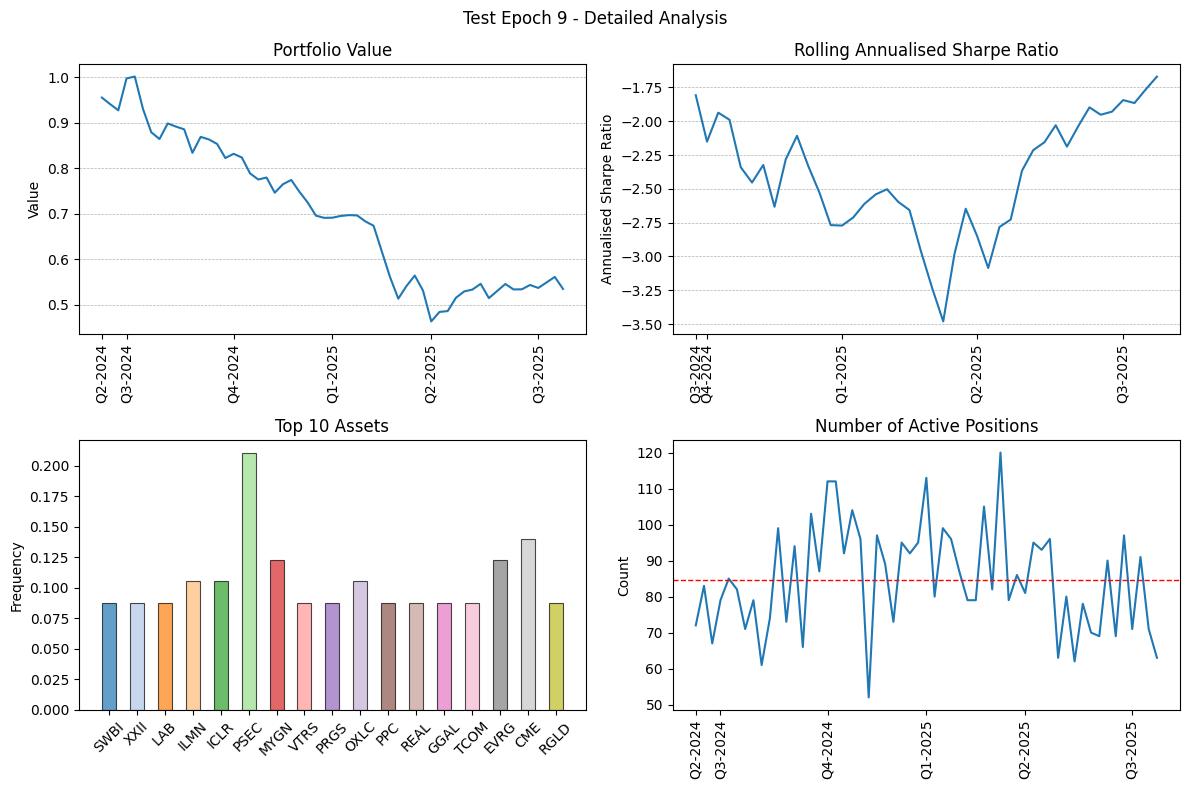 Test Epoch 9 - Detailed Analysis
Portfolio Value
Value
1.0
0.9
0.8
0.7
0.6
0.5
Q2-2024
Q3-2024
Q4-2024
Q1-2025
Q2-2025
Q3-2025
Rolling Annualised Sharpe Ratio
Annualised Sharpe Ratio
−1.75
−2.00
−2.25
−2.50
−2.75
−3.00
−3.25
−3.50
Q3-2024
Q4-2024
Q1-2025
Q2-2025
Q3-2025
Top 10 Assets
Frequency
0.200
0.175
0.150
0.125
0.100
0.075
0.050
0.025
0.000
SWBI
XXII
LAB
ILMN
ICLR
PSEC
MYGN
VTRS
PRGS
OXLC
PPC
REAL
GGAL
TCOM
EVRG
CME
RGLD
Number of Active Positions
Count
120
110
100
90
80
70
60
50
Q2-2024
Q3-2024
Q4-2024
Q1-2025
Q2-2025
Q3-2025